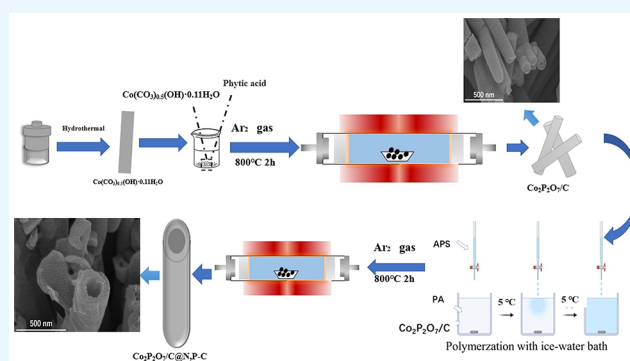 500 nm
Co(CO₃)₀.₅(OH)·0.11H₂O
Phytic acid
Hydrothermal
Ar₂ gas
800℃ 2h
Co(CO₃)₀.₅(OH)·0.11H₂O
Co₂P₂O₇/C
500 nm
Ar₂ gas
800℃ 2h
APS
PA
Co₂P₂O₇/C
5 ℃
5 ℃
Polymerzation with ice-water bath
Co₂P₂O₇/C@N,P-C